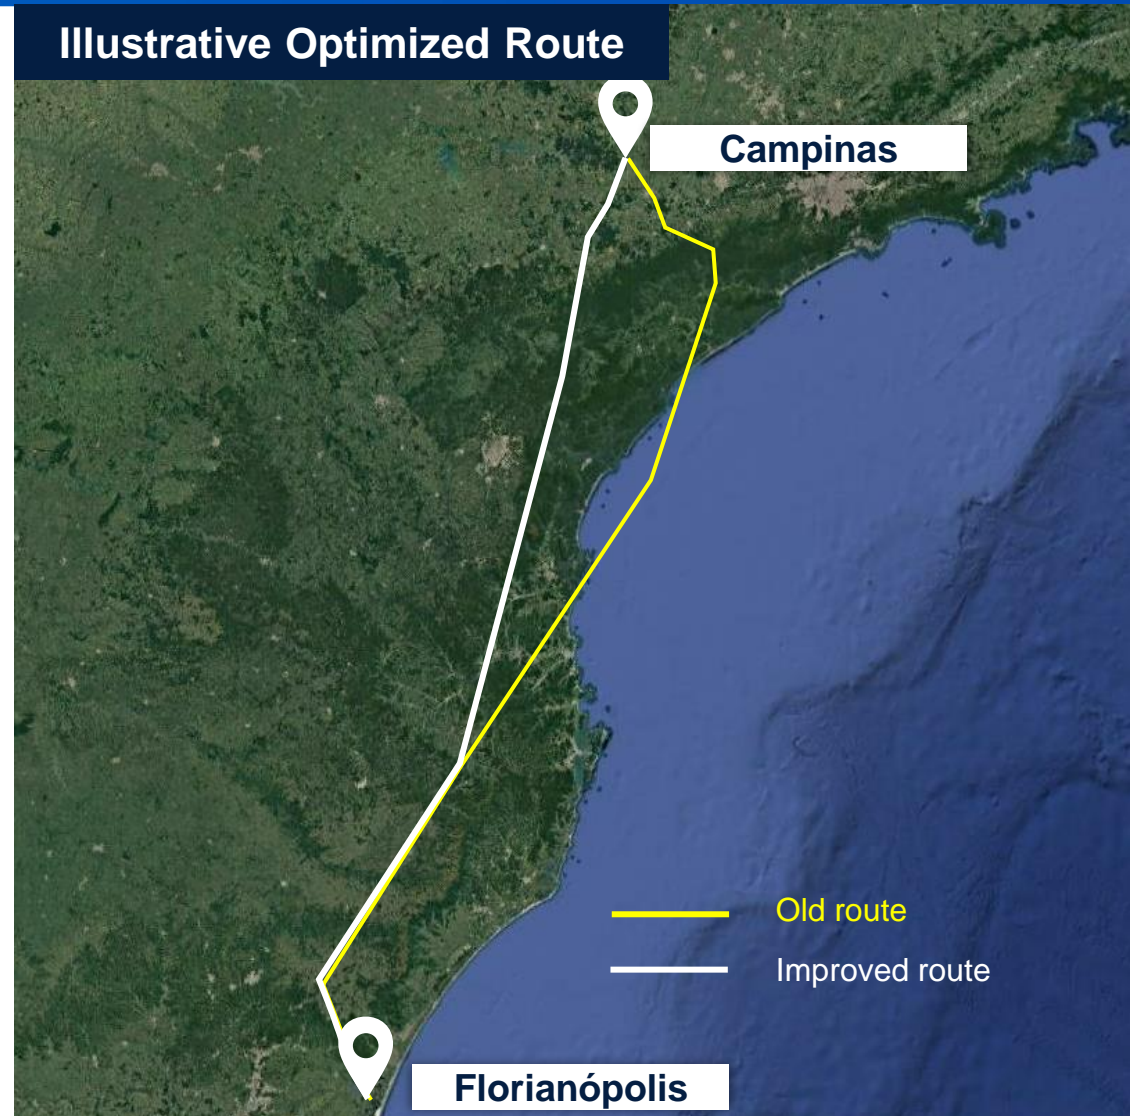 Illustrative Optimized Route
Campinas
Old route
Improved route
Florianópolis